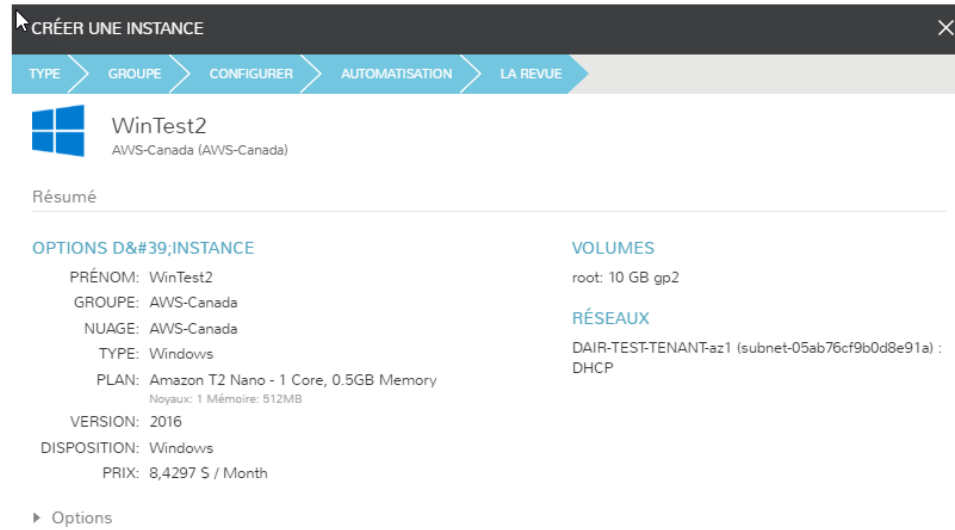 CRÉER UNE INSTANCE
TYPE
GROUPE
CONFIGURER
AUTOMATISATION
LA REVUE
WinTest2
AWS-Canada (AWS-Canada)
Résumé
OPTIONS D&#39;INSTANCE
PRÉNOM: WinTest2
GROUPE: AWS-Canada
NUAGE: AWS-Canada
TYPE: Windows
PLAN: Amazon T2 Nano - 1 Core, 0.5GB Memory
Noyaux: 1 Mémoire: 512MB
VERSION: 2016
DISPOSITION: Windows
PRIX: 8,4297 $ / Month
VOLUMES
root: 10 GB gp2
RÉSEAUX
DAIR-TEST-TENANT-az1 (subnet-05ab76cf9b0d8e91a) :
DHCP
Options